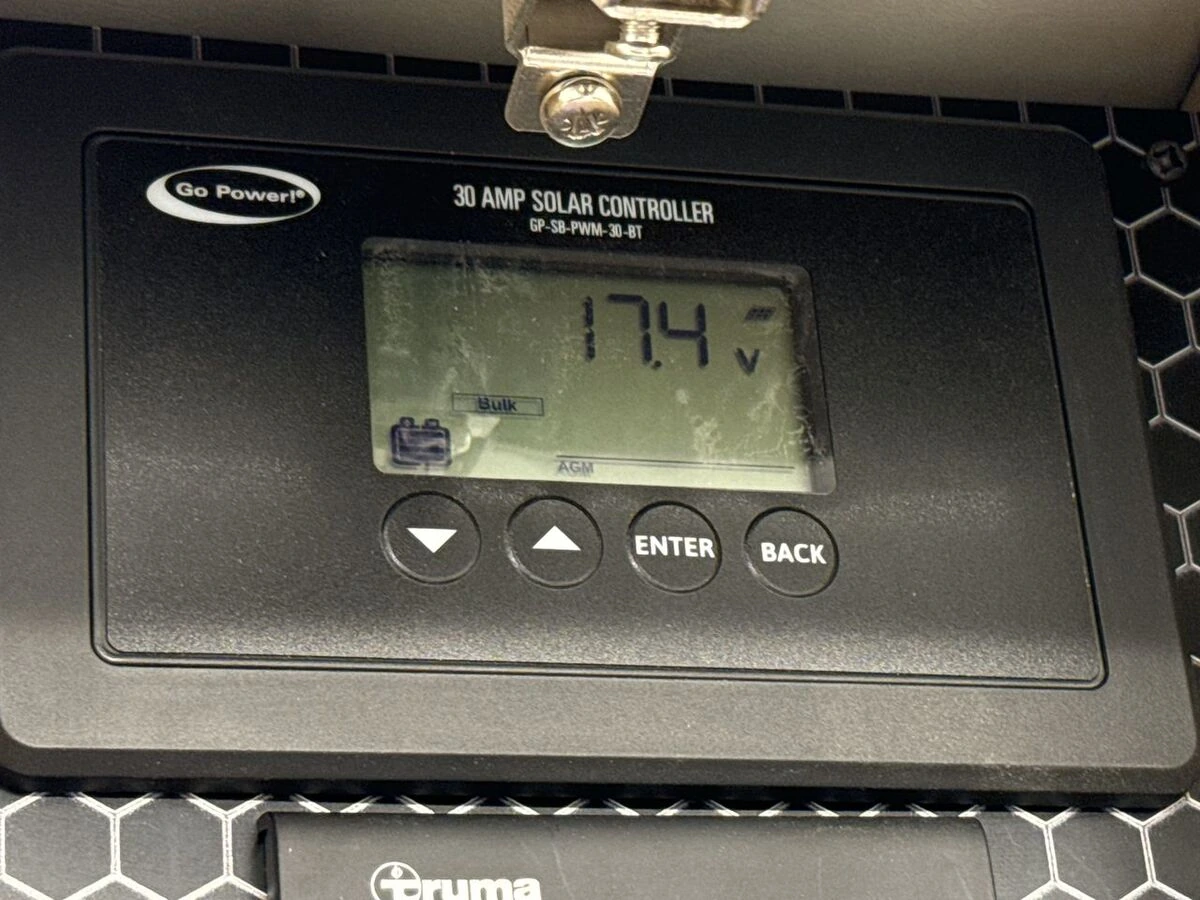 Go Power!®
30 AMP SOLAR CONTROLLER
GP-SB-PWM-30-BT
17.4 V
Bulk
AGM
ENTER BACK
Truma